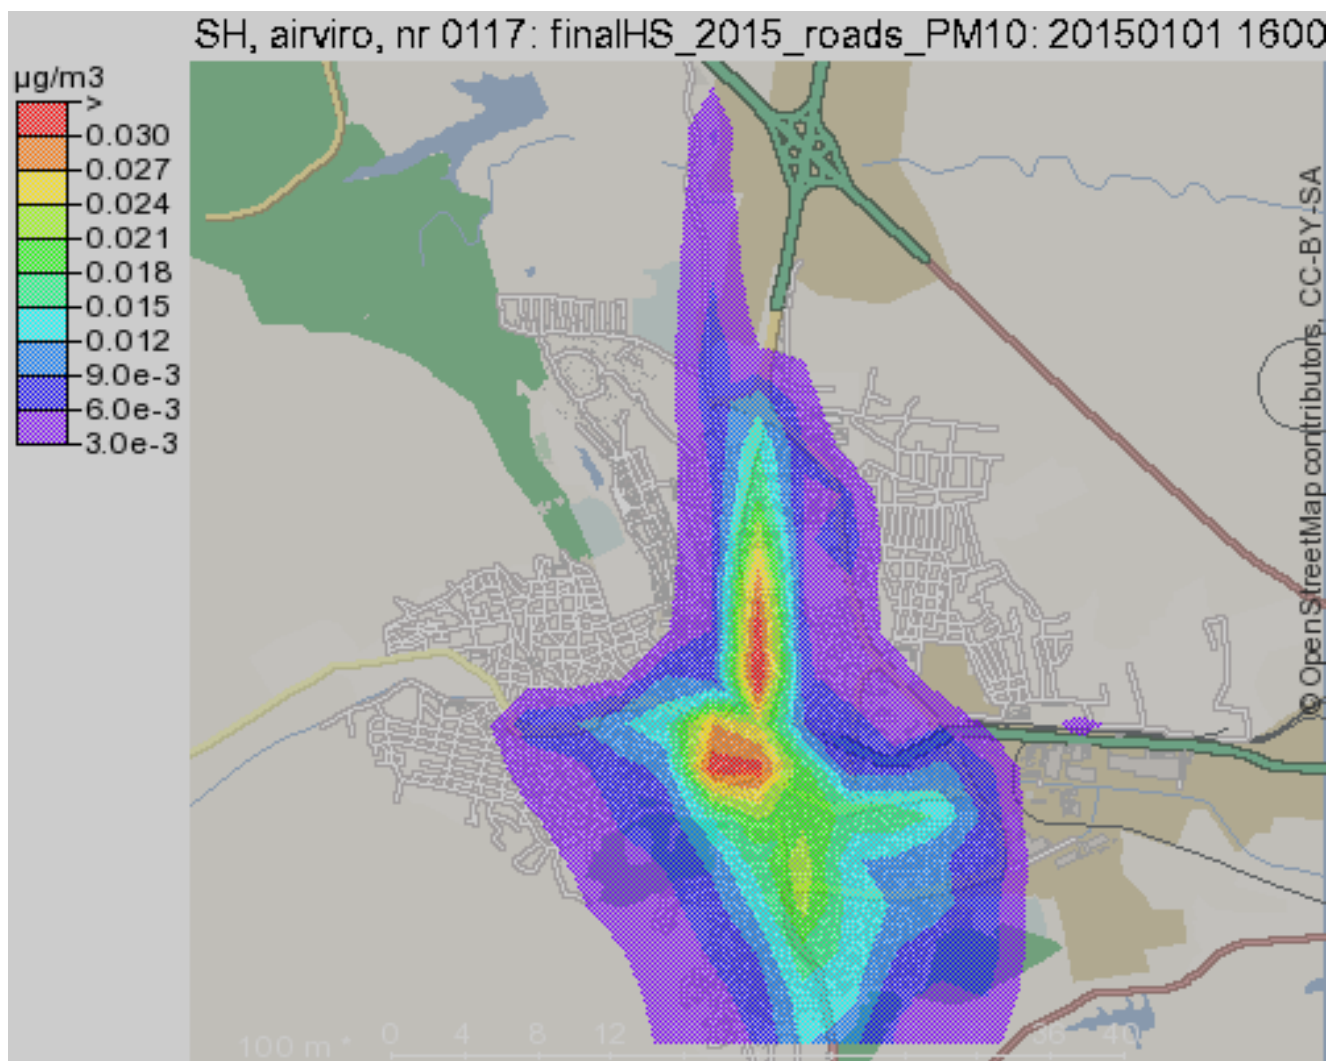 SH, airviro, nr 0117: finalHS_2015_roads_PM10: 20150101 1600
µg/m3
>
0.030
0.027
0.024
0.021
0.018
0.015
0.012
9.0e-3
6.0e-3
3.0e-3
© OpenStreetMap contributors, CC-BY-SA
100 m *
0 4 8 12 36 40